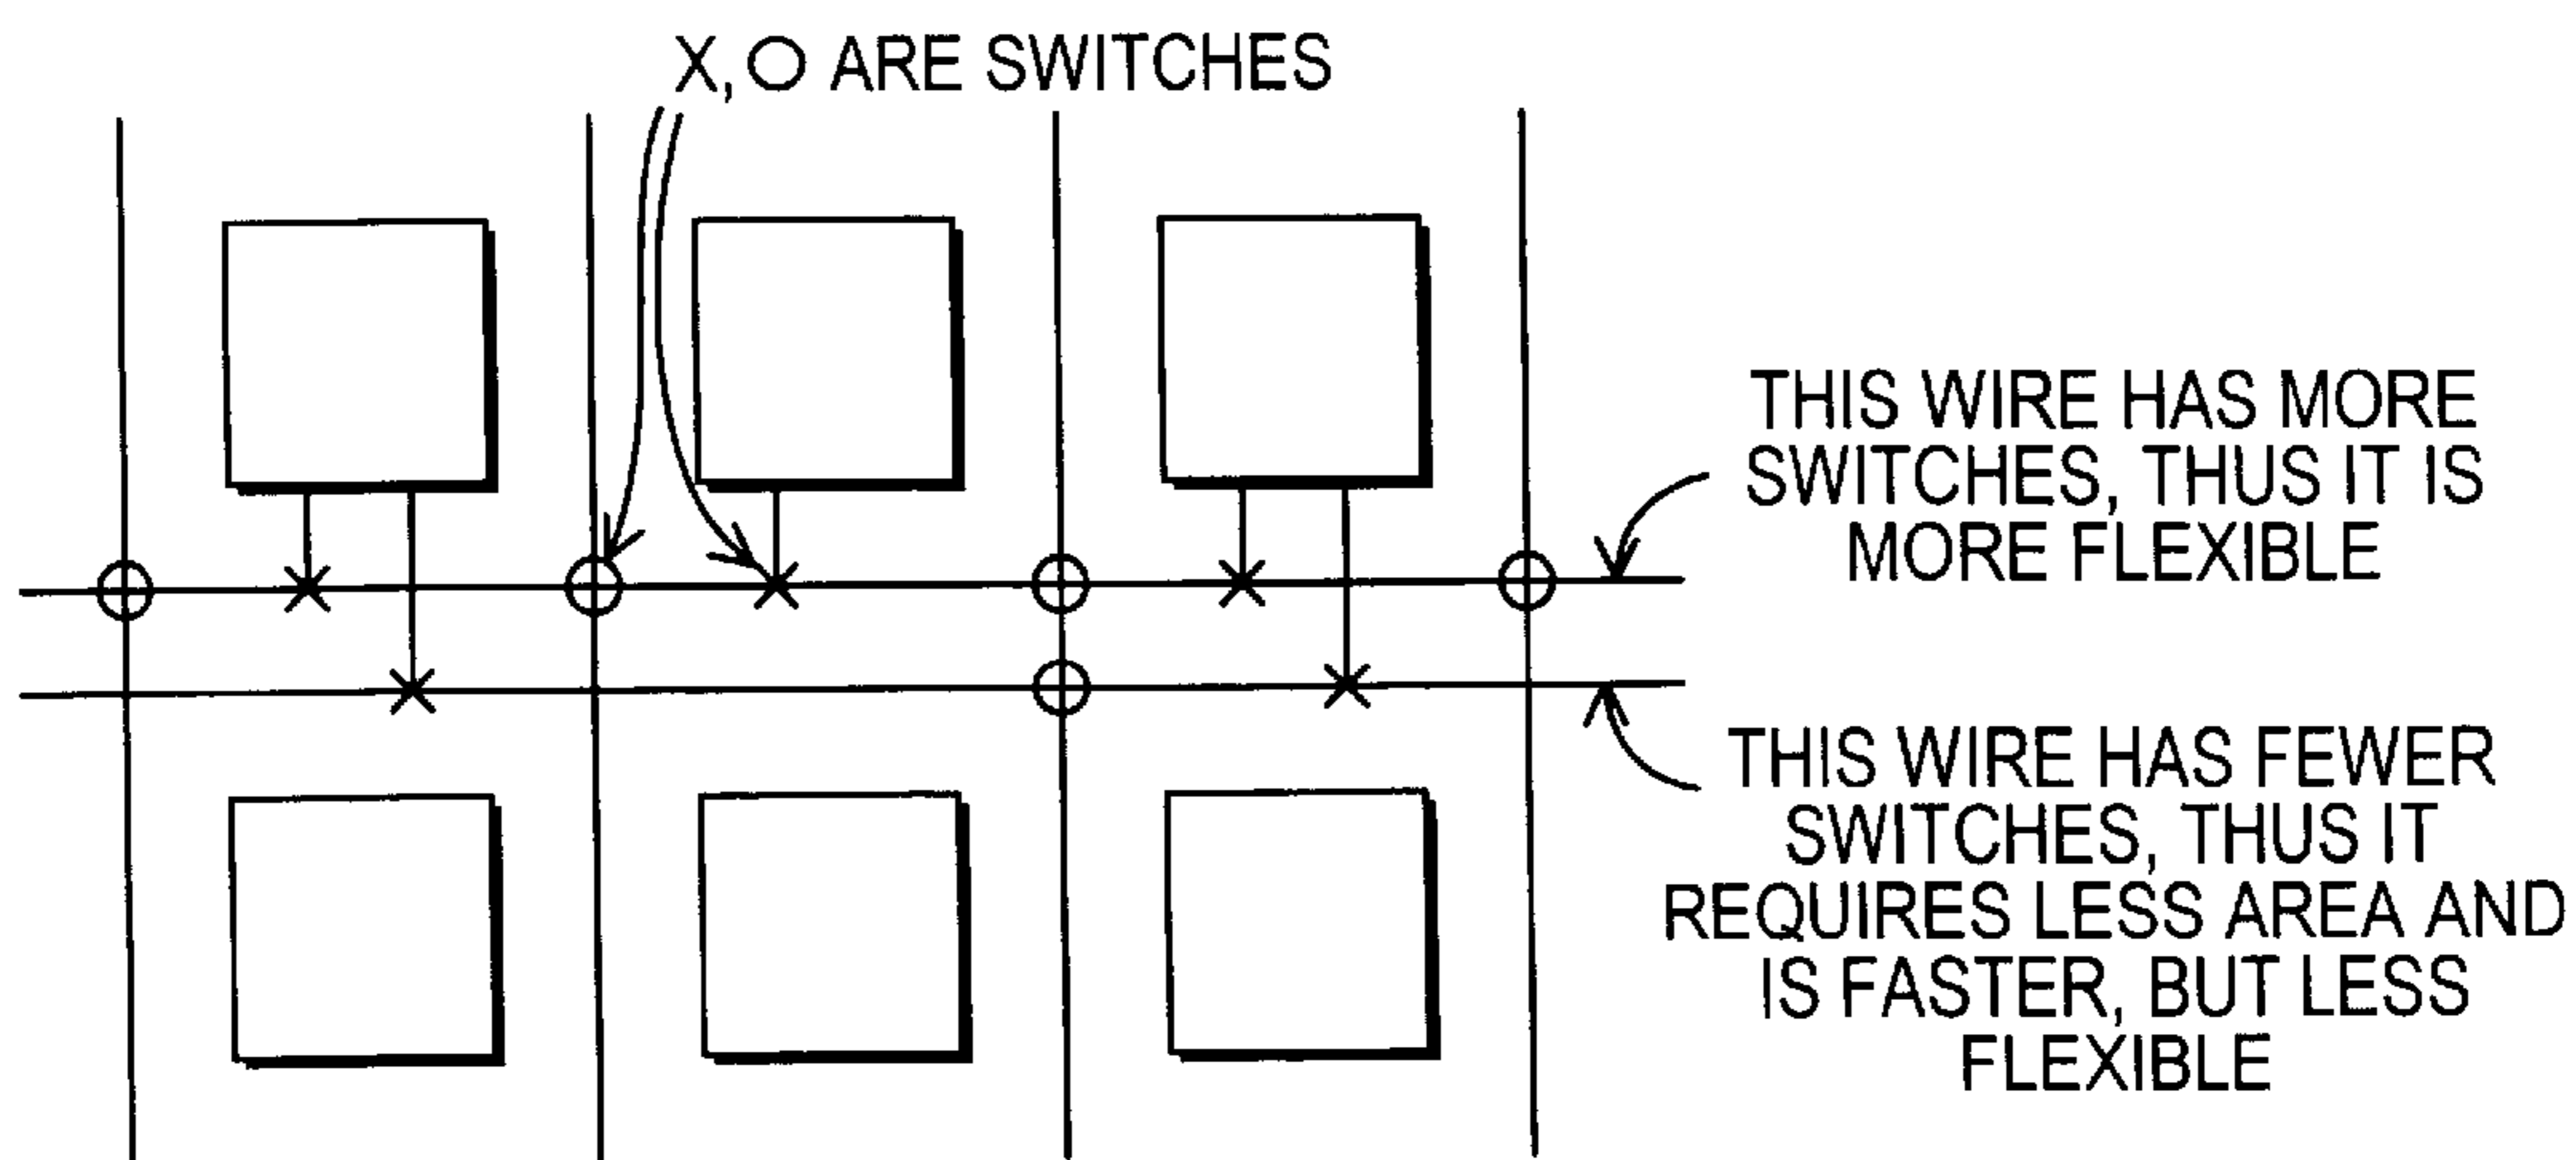 X, O ARE SWITCHES
THIS WIRE HAS MORE
SWITCHES, THUS IT IS
MORE FLEXIBLE
THIS WIRE HAS FEWER
SWITCHES, THUS IT
REQUIRES LESS AREA AND
IS FASTER, BUT LESS
FLEXIBLE